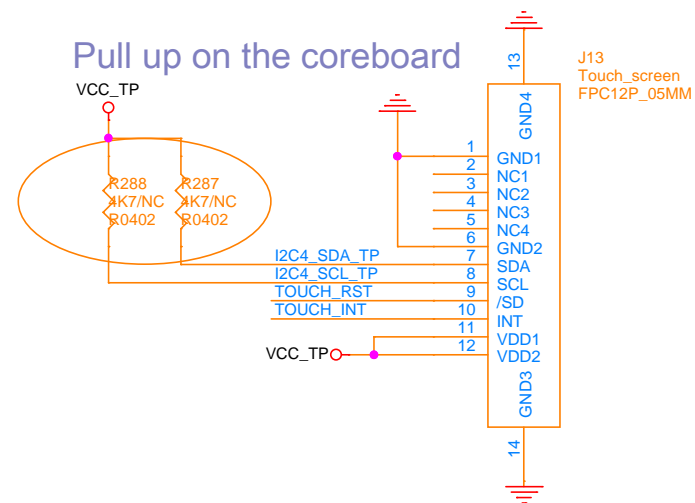 Pull up on the coreboard
J13
Touch_screen
FPC12P_05MM
13
GND4
VCC_TP
R288
4K7/NC
R0402
R287
4K7/NC
R0402
1
GND1
2
NC1
3
NC2
4
NC3
5
NC4
6
GND2
I2C4_SDA_TP
7
SDA
I2C4_SCL_TP
8
SCL
TOUCH_RST
9
/SD
TOUCH_INT
10
INT
11
VDD1
VCC_TP
12
VDD2
GND3
14